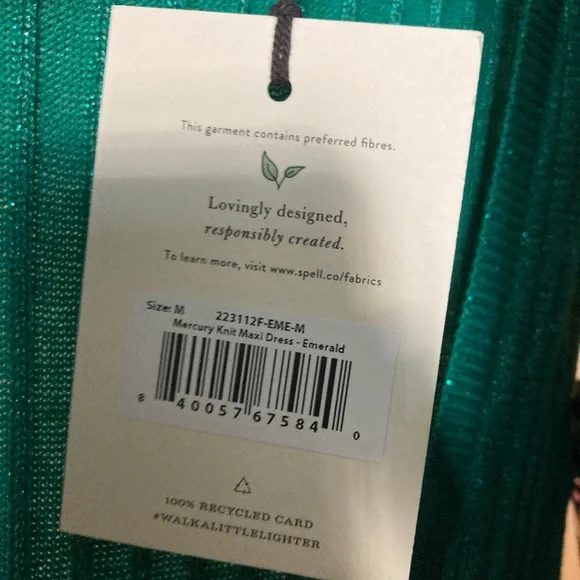 This garment contains preferred fibres.
Lovingly designed,
responsibly created.
To learn more, visit www.spell.co/fabrics
Size: M 223112F-EME-M
Mercury Knit Maxi Dress - Emerald
8 40057 67584 0
100% RECYCLED CARD
#WALKALITTLELIGHTER